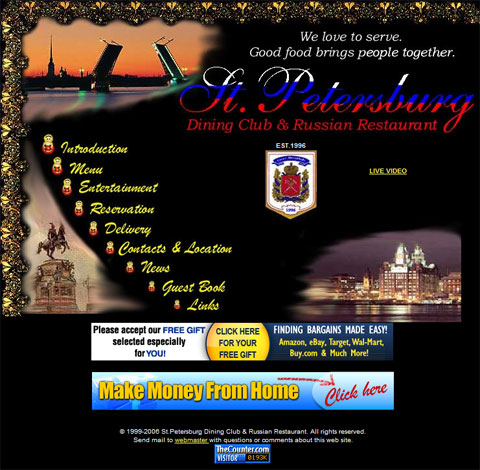 We love to serve.
Good food brings people together.
St. Petersburg
Dining Club & Russian Restaurant
EST.1996
1996
LIVE VIDEO
Introduction
Menu
Entertainment
Reservation
Delivery
Contacts & Location
News
Guest Book
Links
Please accept our FREE GIFT
selected especially
for YOU!
CLICK HERE
FOR YOUR
FREE GIFT
FINDING BARGAINS MADE EASY!
Amazon, eBay, Target, Wal-Mart,
Buy.com & Much More!
Make Money From Home
Click here
© 1999-2006 St.Petersburg Dining Club & Russian Restaurant. All rights reserved.
Send mail to webmaster with questions or comments about this web site.
TheCounter.com
VISITOR 0193K